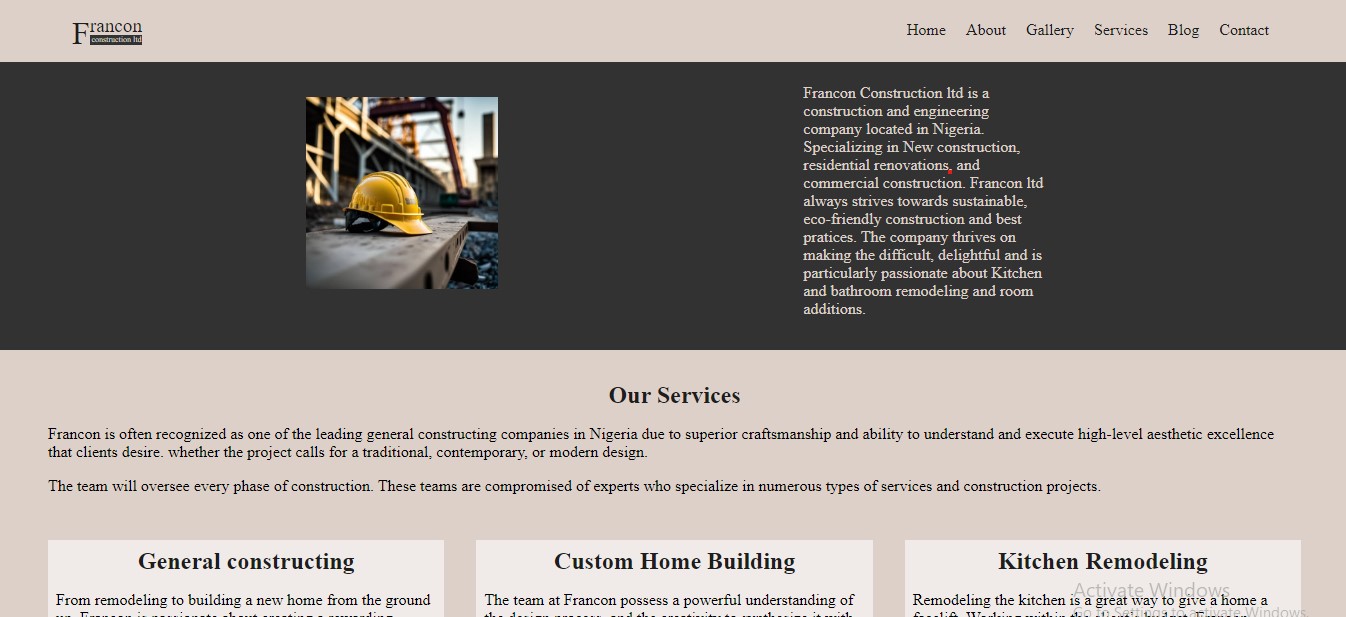 Francon
construction ltd
Home About Gallery Services Blog Contact
Francon Construction ltd is a
construction and engineering
company located in Nigeria.
Specializing in New construction,
residential renovations, and
commercial construction. Francon ltd
always strives towards sustainable,
eco-friendly construction and best
pratices. The company thrives on
making the difficult, delightful and is
particularly passionate about Kitchen
and bathroom remodeling and room
additions.
Our Services
Francon is often recognized as one of the leading general constructing companies in Nigeria due to superior craftsmanship and ability to understand and execute high-level aesthetic excellence
that clients desire. whether the project calls for a traditional, contemporary, or modern design.
The team will oversee every phase of construction. These teams are compromised of experts who specialize in numerous types of services and construction projects.
General constructing
From remodeling to building a new home from the ground
Custom Home Building
The team at Francon possess a powerful understanding of
Kitchen Remodeling
Remodeling the kitchen is a great way to give a home a
Activate Windows
Go to Settings to activate Windows.